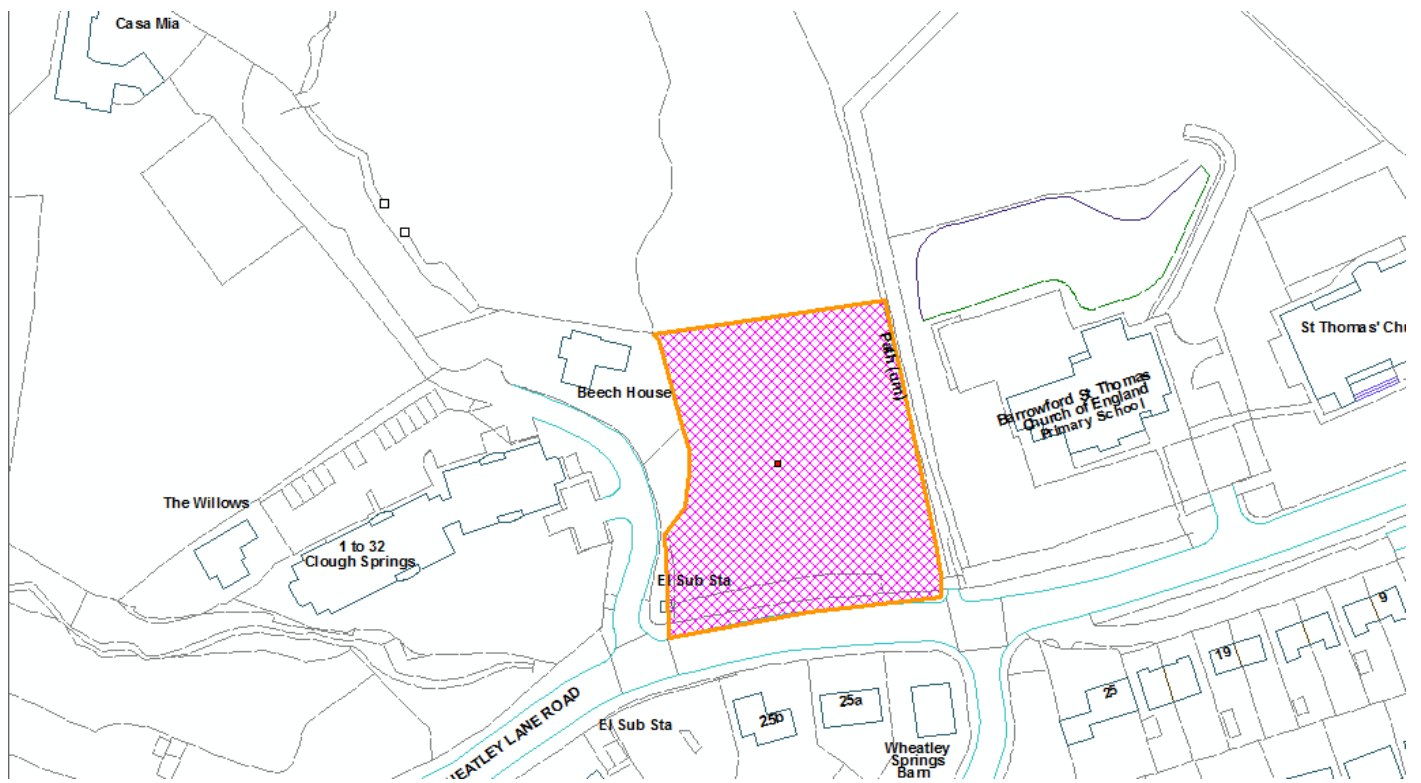 Casa Mia
St Thomas'
Path (um)
Beech House
Barrowford St Thomas
Church of England
Primary School
The Willows
1 to 32
Clough Springs
El Sub Sta
9
19
25
25a
25b
El Sub Sta
HEATLEY LANE ROAD
Wheatley
Springs
Barn